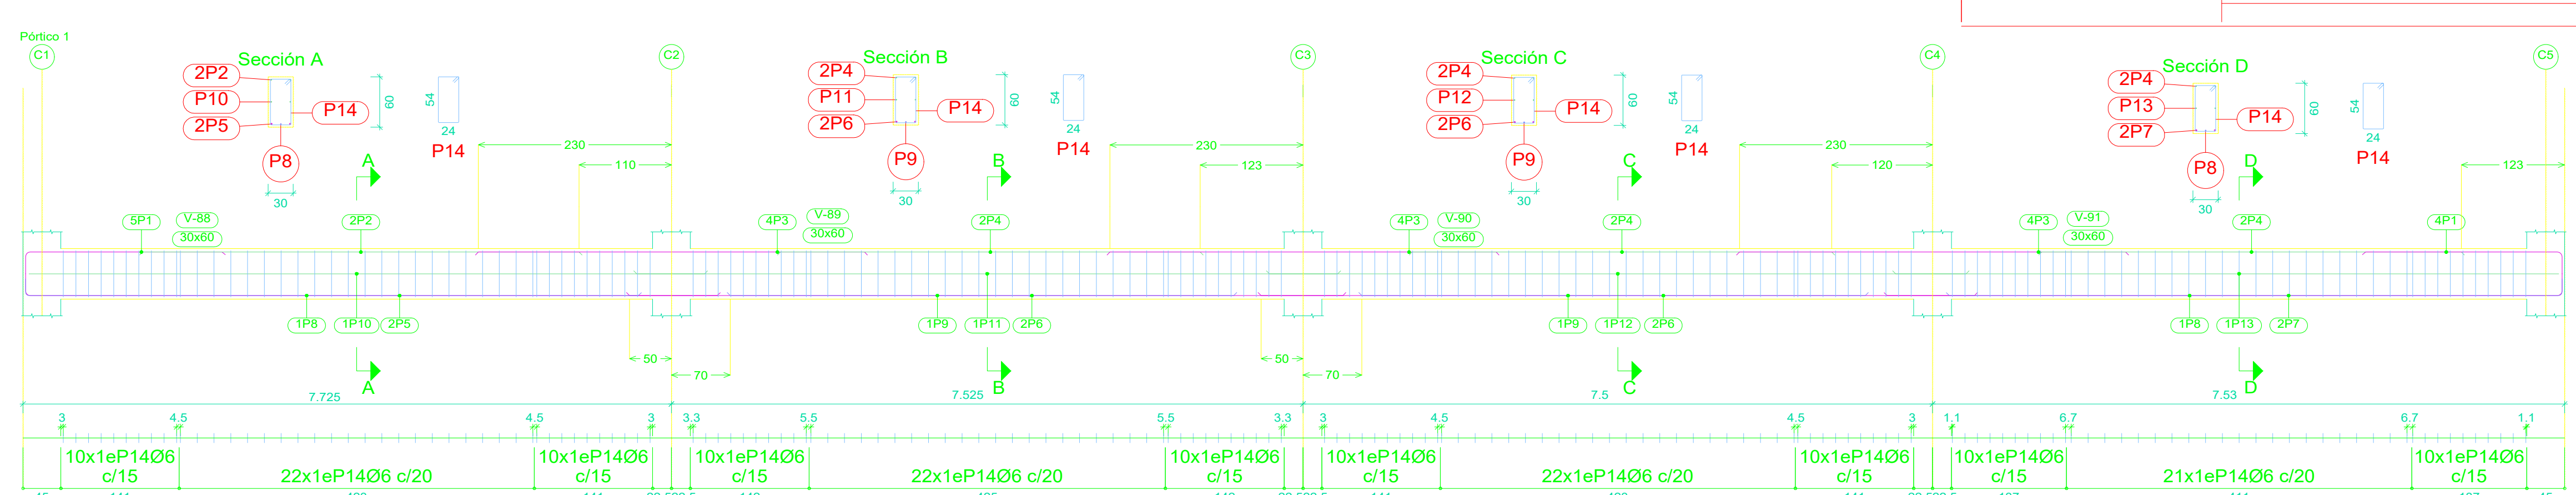 Pórtico 1
C1
C2
C3
C4
C5
Sección A
2P2
P10
2P5
P14
P8
60
30
54
24
P14
Sección B
2P4
P11
2P6
P14
P9
60
30
54
24
P14
Sección C
2P4
P12
2P6
P14
P9
60
30
54
24
P14
Sección D
2P4
P13
2P7
P14
P8
60
30
54
24
P14
230
110
230
123
230
120
123
A
B
C
D
5P1
V-88
30x60
2P2
4P3
V-89
30x60
2P4
4P3
V-90
30x60
2P4
4P3
V-91
30x60
2P4
4P1
1P8
1P10
2P5
1P9
1P11
2P6
1P9
1P12
2P6
1P8
1P13
2P7
50
70
50
70
A
B
C
D
7.725
7.525
7.5
7.53
3
4.5
4.5
3
3.3
5.5
5.5
3.3
3
4.5
4.5
3
1.1
6.7
6.7
1.1
10x1eP14Ø6
c/15
22x1eP14Ø6 c/20
10x1eP14Ø6
c/15
10x1eP14Ø6
c/15
22x1eP14Ø6 c/20
10x1eP14Ø6
c/15
10x1eP14Ø6
c/15
22x1eP14Ø6 c/20
10x1eP14Ø6
c/15
10x1eP14Ø6
c/15
21x1eP14Ø6 c/20
10x1eP14Ø6
c/15